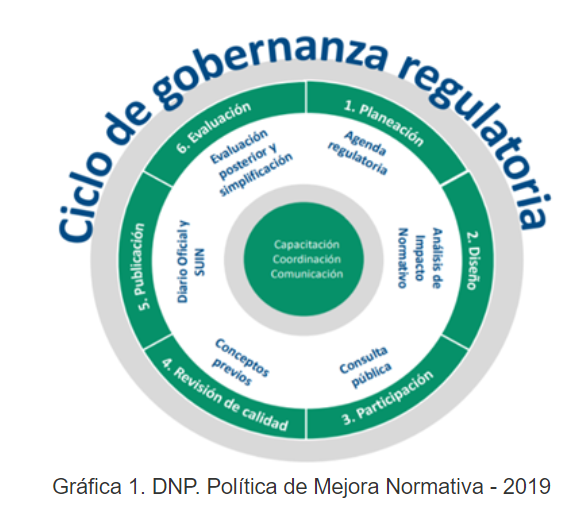 Ciclo de gobernanza regulatoria
1. Planeación
Agenda
regulatoria
2. Diseño
Análisis de
Impacto
Normativo
3. Participación
Consulta
pública
4. Revisión de calidad
Conceptos
previos
5. Publicación
Diario Oficial y
SUIN
6. Evaluación
Evaluación
posterior y
simplificación
Capacitación
Coordinación
Comunicación
Gráfica 1. DNP. Política de Mejora Normativa - 2019